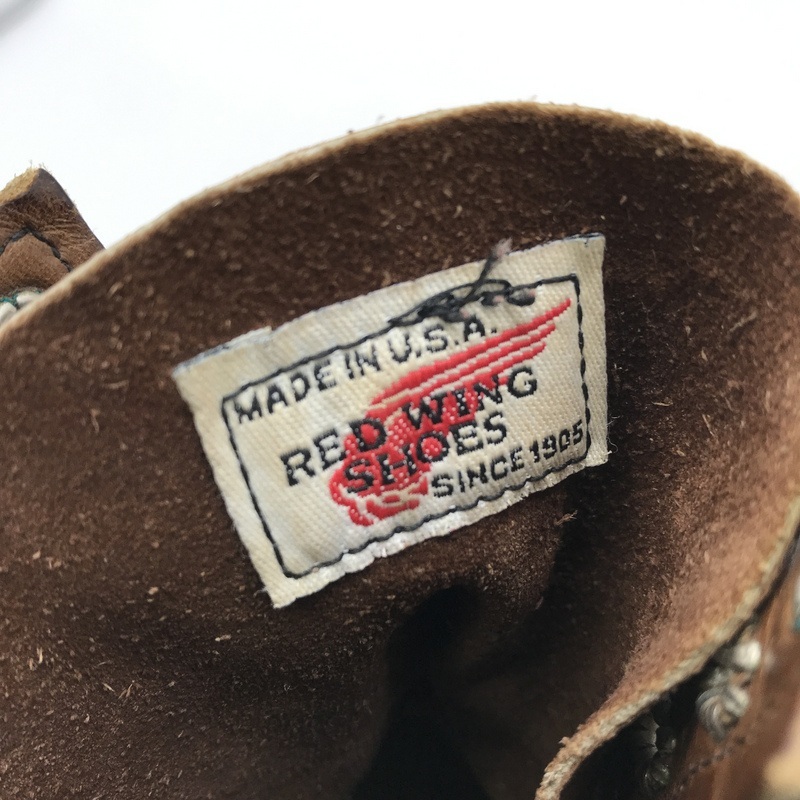 MADE IN U.S.A.
RED WING
SHOES
SINCE 1905